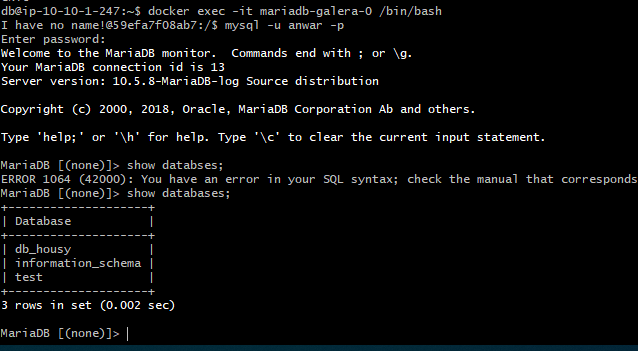 db@ip-10-10-1-247:~$ docker exec -it mariadb-galera-0 /bin/bash
I have no name!@59efa7f08ab7:/$ mysql -u anwar -p
Enter password:
Welcome to the MariaDB monitor.  Commands end with ; or \g.
Your MariaDB connection id is 13
Server version: 10.5.8-MariaDB-log Source distribution

Copyright (c) 2000, 2018, Oracle, MariaDB Corporation Ab and others.

Type 'help;' or '\h' for help. Type '\c' to clear the current input statement.

MariaDB [(none)]> show databses;
ERROR 1064 (42000): You have an error in your SQL syntax; check the manual that corresponds
MariaDB [(none)]> show databases;
+--------------------+
| Database           |
+--------------------+
| db_housy           |
| information_schema |
| test               |
+--------------------+
3 rows in set (0.002 sec)

MariaDB [(none)]>